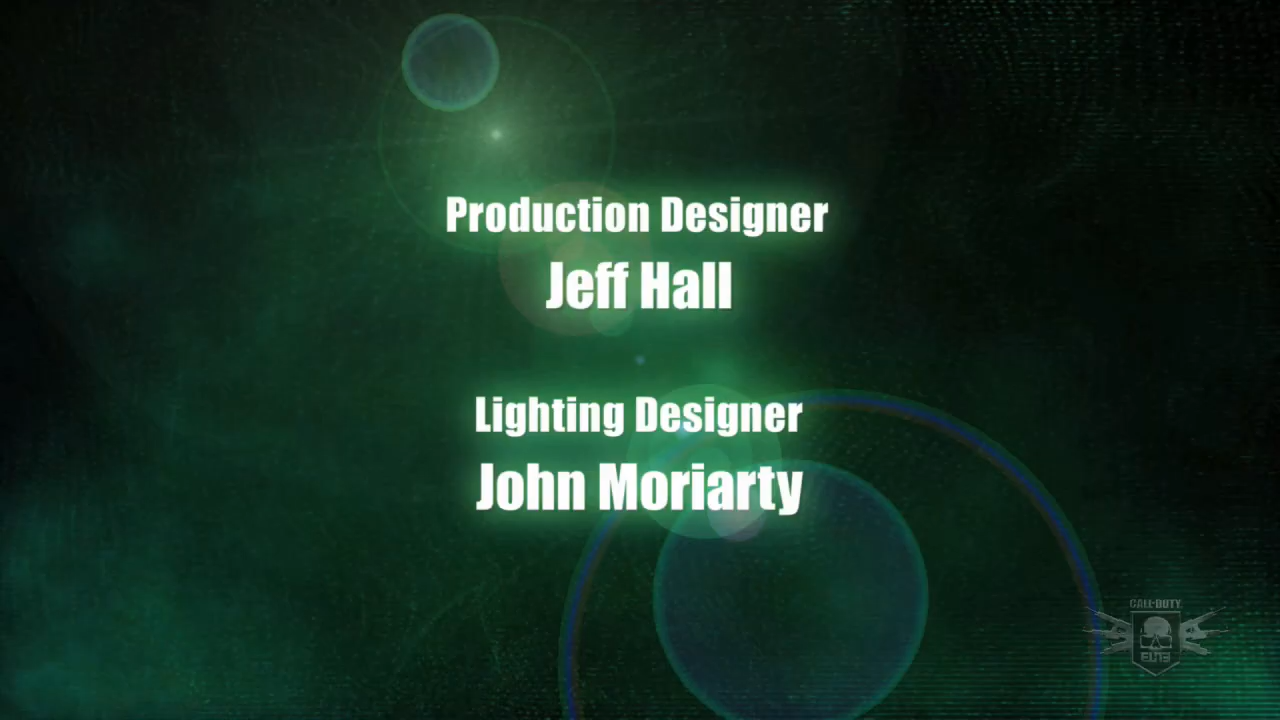 Production Designer
Jeff Hall
Lighting Designer
John Moriarty
CALL OF DUTY
ELITE